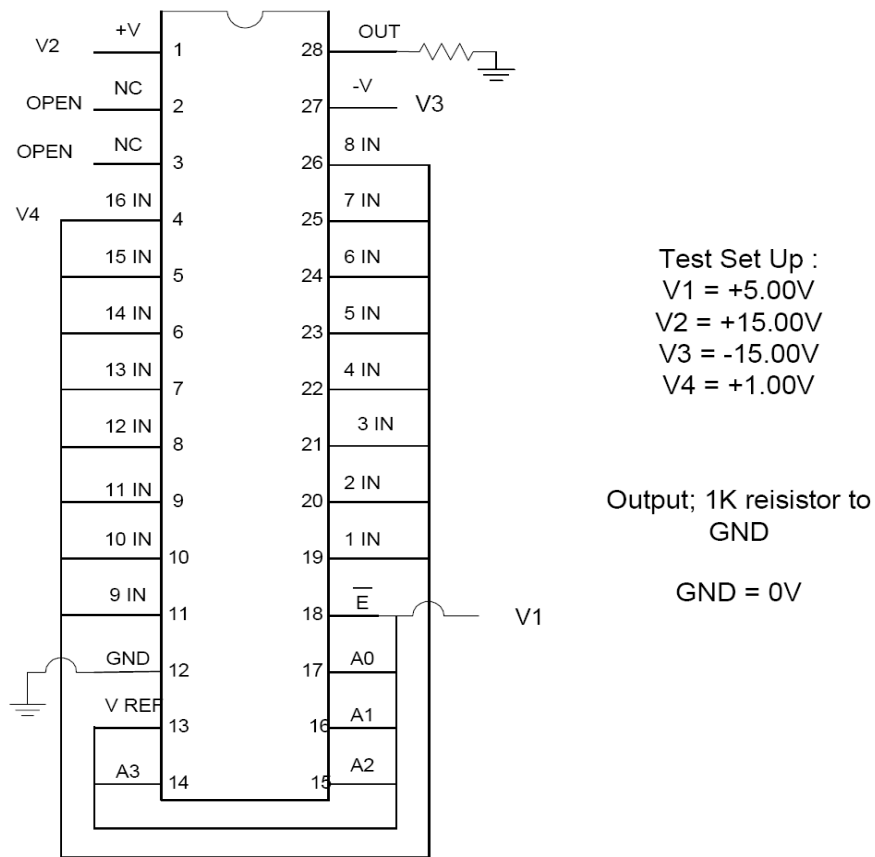 +V
V2
1
28
OUT
NC
OPEN
2
27
-V
V3
NC
OPEN
3
26
8 IN
16 IN
V4
4
25
7 IN
15 IN
5
24
6 IN
14 IN
6
23
5 IN
13 IN
7
22
4 IN
12 IN
8
21
3 IN
11 IN
9
20
2 IN
10 IN
10
19
1 IN
9 IN
11
18
E
V1
GND
12
17
A0
V REF
13
16
A1
A3
14
15
A2
Test Set Up :
V1 = +5.00V
V2 = +15.00V
V3 = -15.00V
V4 = +1.00V
Output; 1K reisistor to
GND
GND = 0V